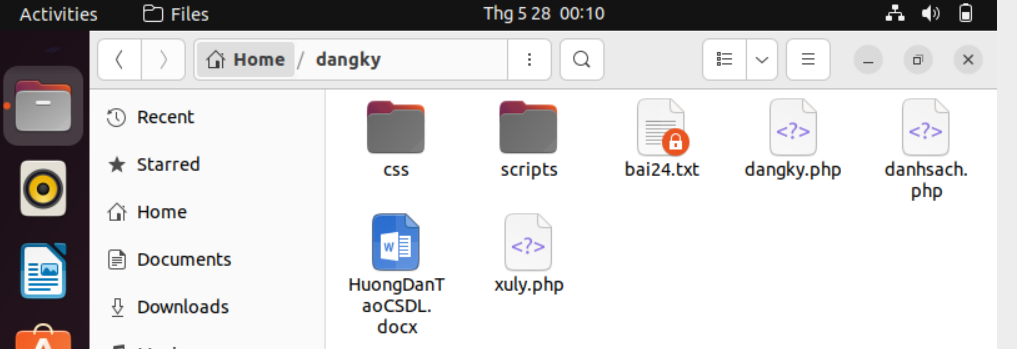 Activities Files Thg 5 28 00:10
Home / dangky
Recent
Starred
Home
Documents
Downloads
css scripts bai24.txt dangky.php danhsach.
php
HuongDanT xuly.php
aoCSDL.
docx